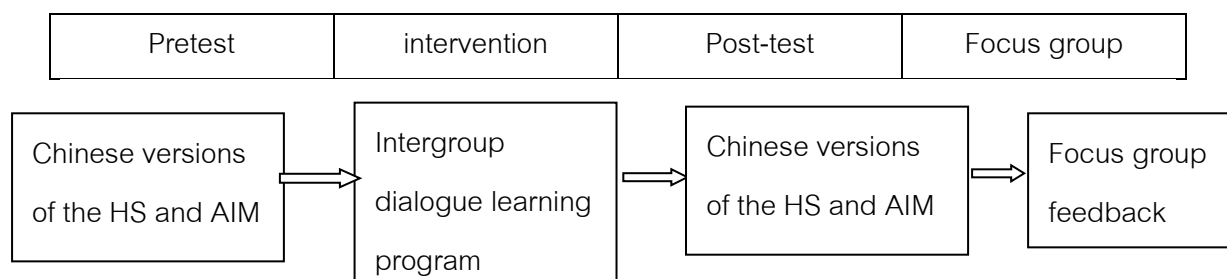 Pretest
intervention
Post-test
Focus group
Chinese versions
of the HS and AIM
Intergroup
dialogue learning
program
Chinese versions
of the HS and AIM
Focus group
feedback